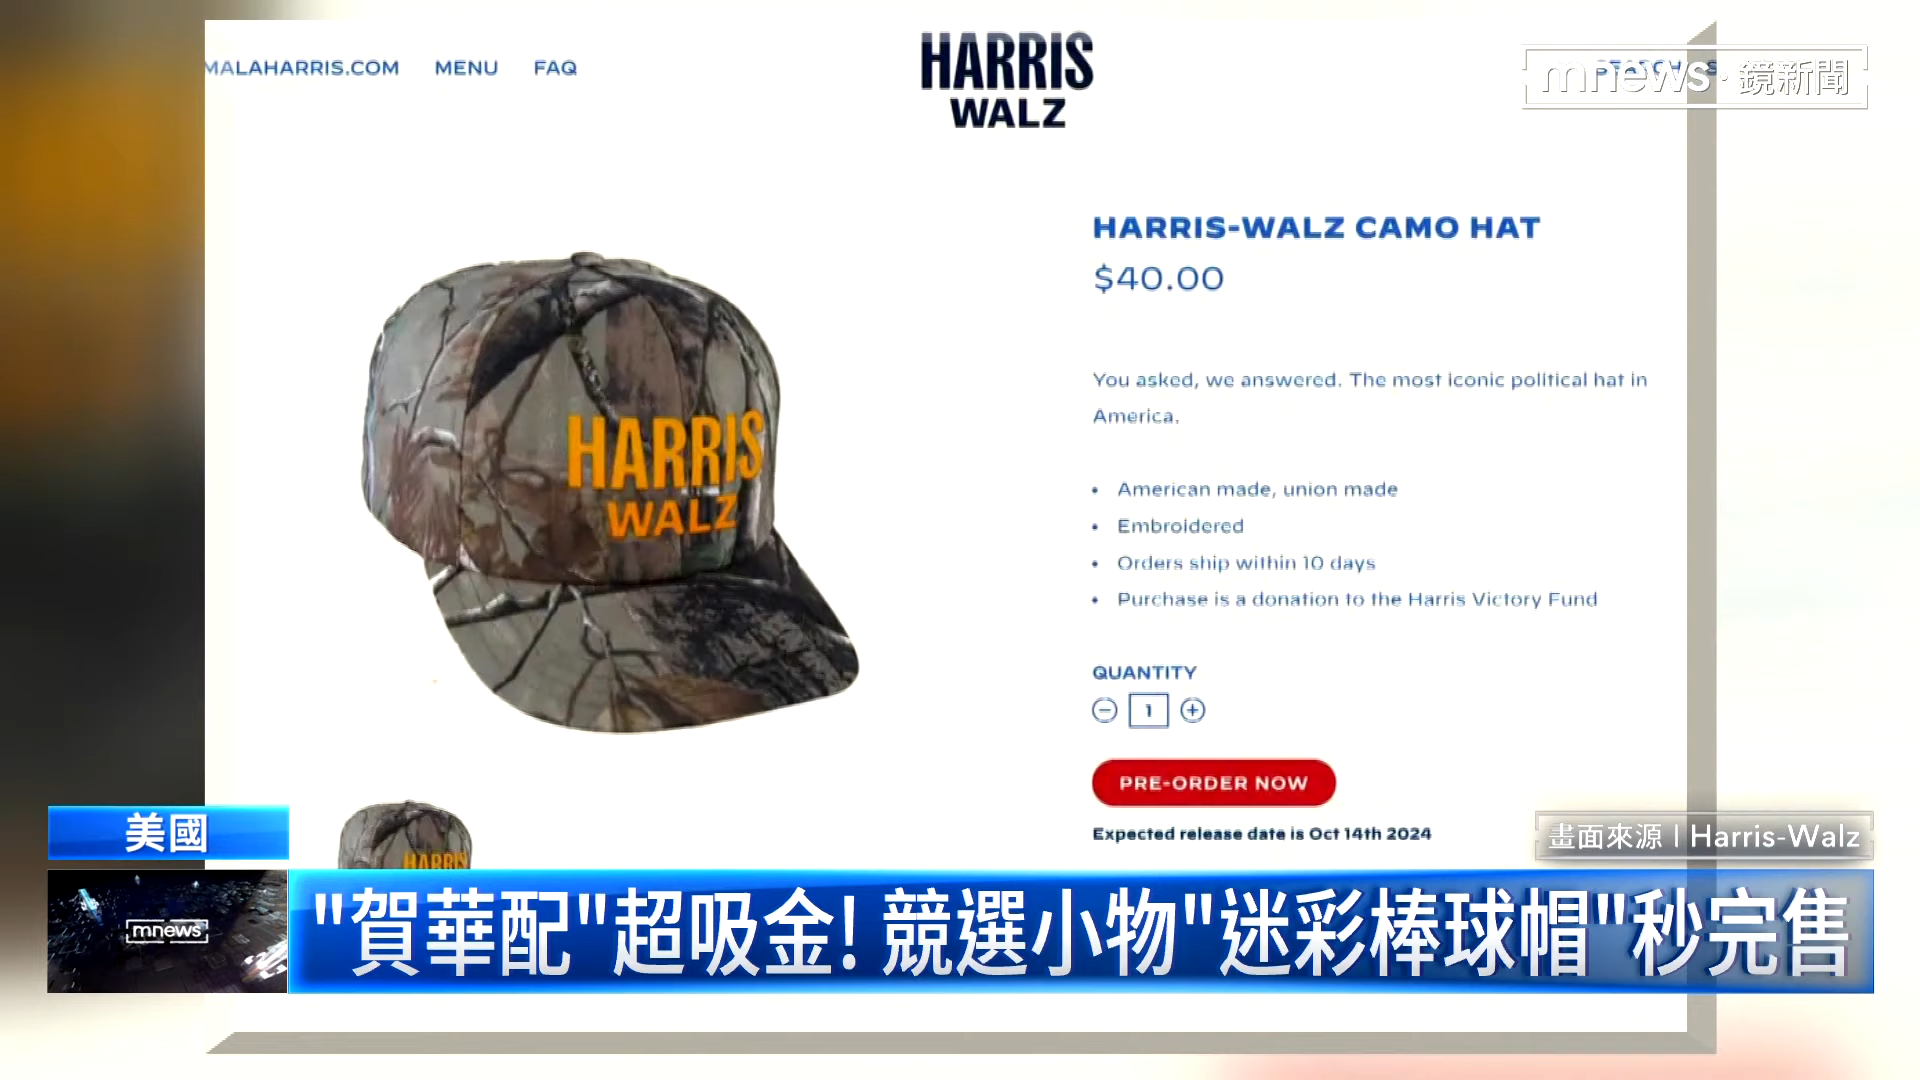 MALAHARRIS.COM MENU FAQ
HARRIS
WALZ
mnews·鏡新聞
HARRIS-WALZ CAMO HAT
$40.00
You asked, we answered. The most iconic political hat in
America.
• American made, union made
• Embroidered
• Orders ship within 10 days
• Purchase is a donation to the Harris Victory Fund
QUANTITY
1
PRE-ORDER NOW
Expected release date is Oct 14th 2024
HARRIS
WALZ
HARRIS
美國
畫面來源 | Harris-Walz
mnews
"賀華配"超吸金! 競選小物"迷彩棒球帽"秒完售